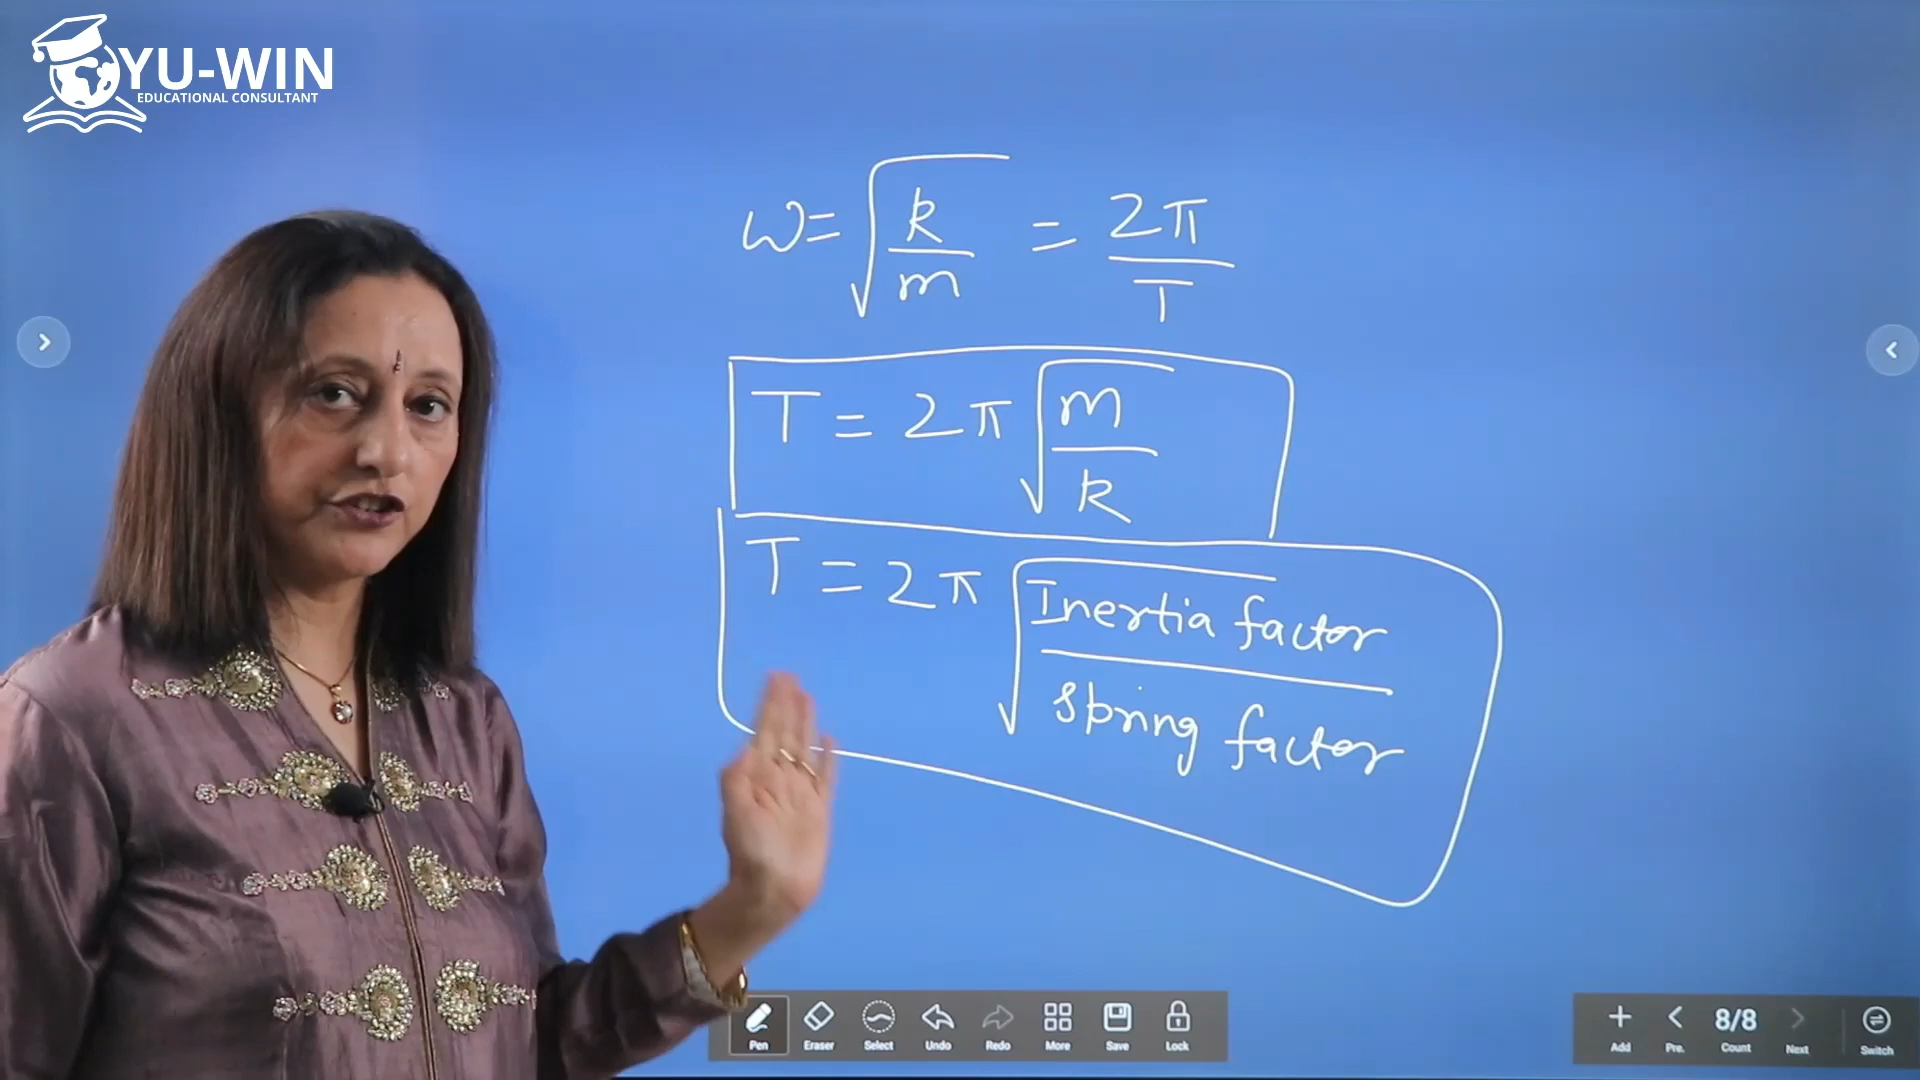 YU-WIN
EDUCATIONAL CONSULTANT
ω = √(k/m) = 2π/T
T = 2π √(m/k)
T = 2π √(Inertia factor/Spring factor)
Pen Eraser Select Undo Redo More Save Lock
8/8
Add Pre. Count Next Switch